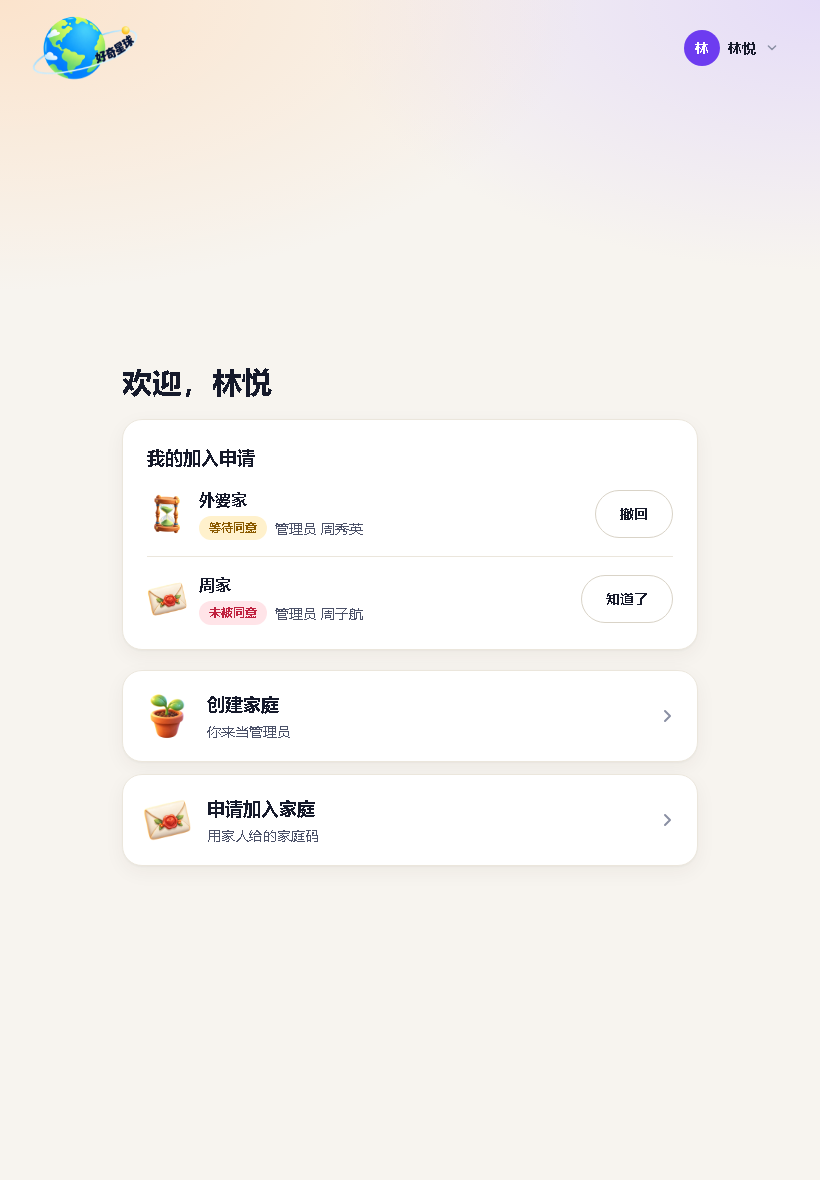 好奇星球
林 林悦
欢迎，林悦
我的加入申请
外婆家
等待同意 管理员 周秀英
撤回
周家
未被同意 管理员 周子航
知道了
创建家庭
你来当管理员
申请加入家庭
用家人给的家庭码